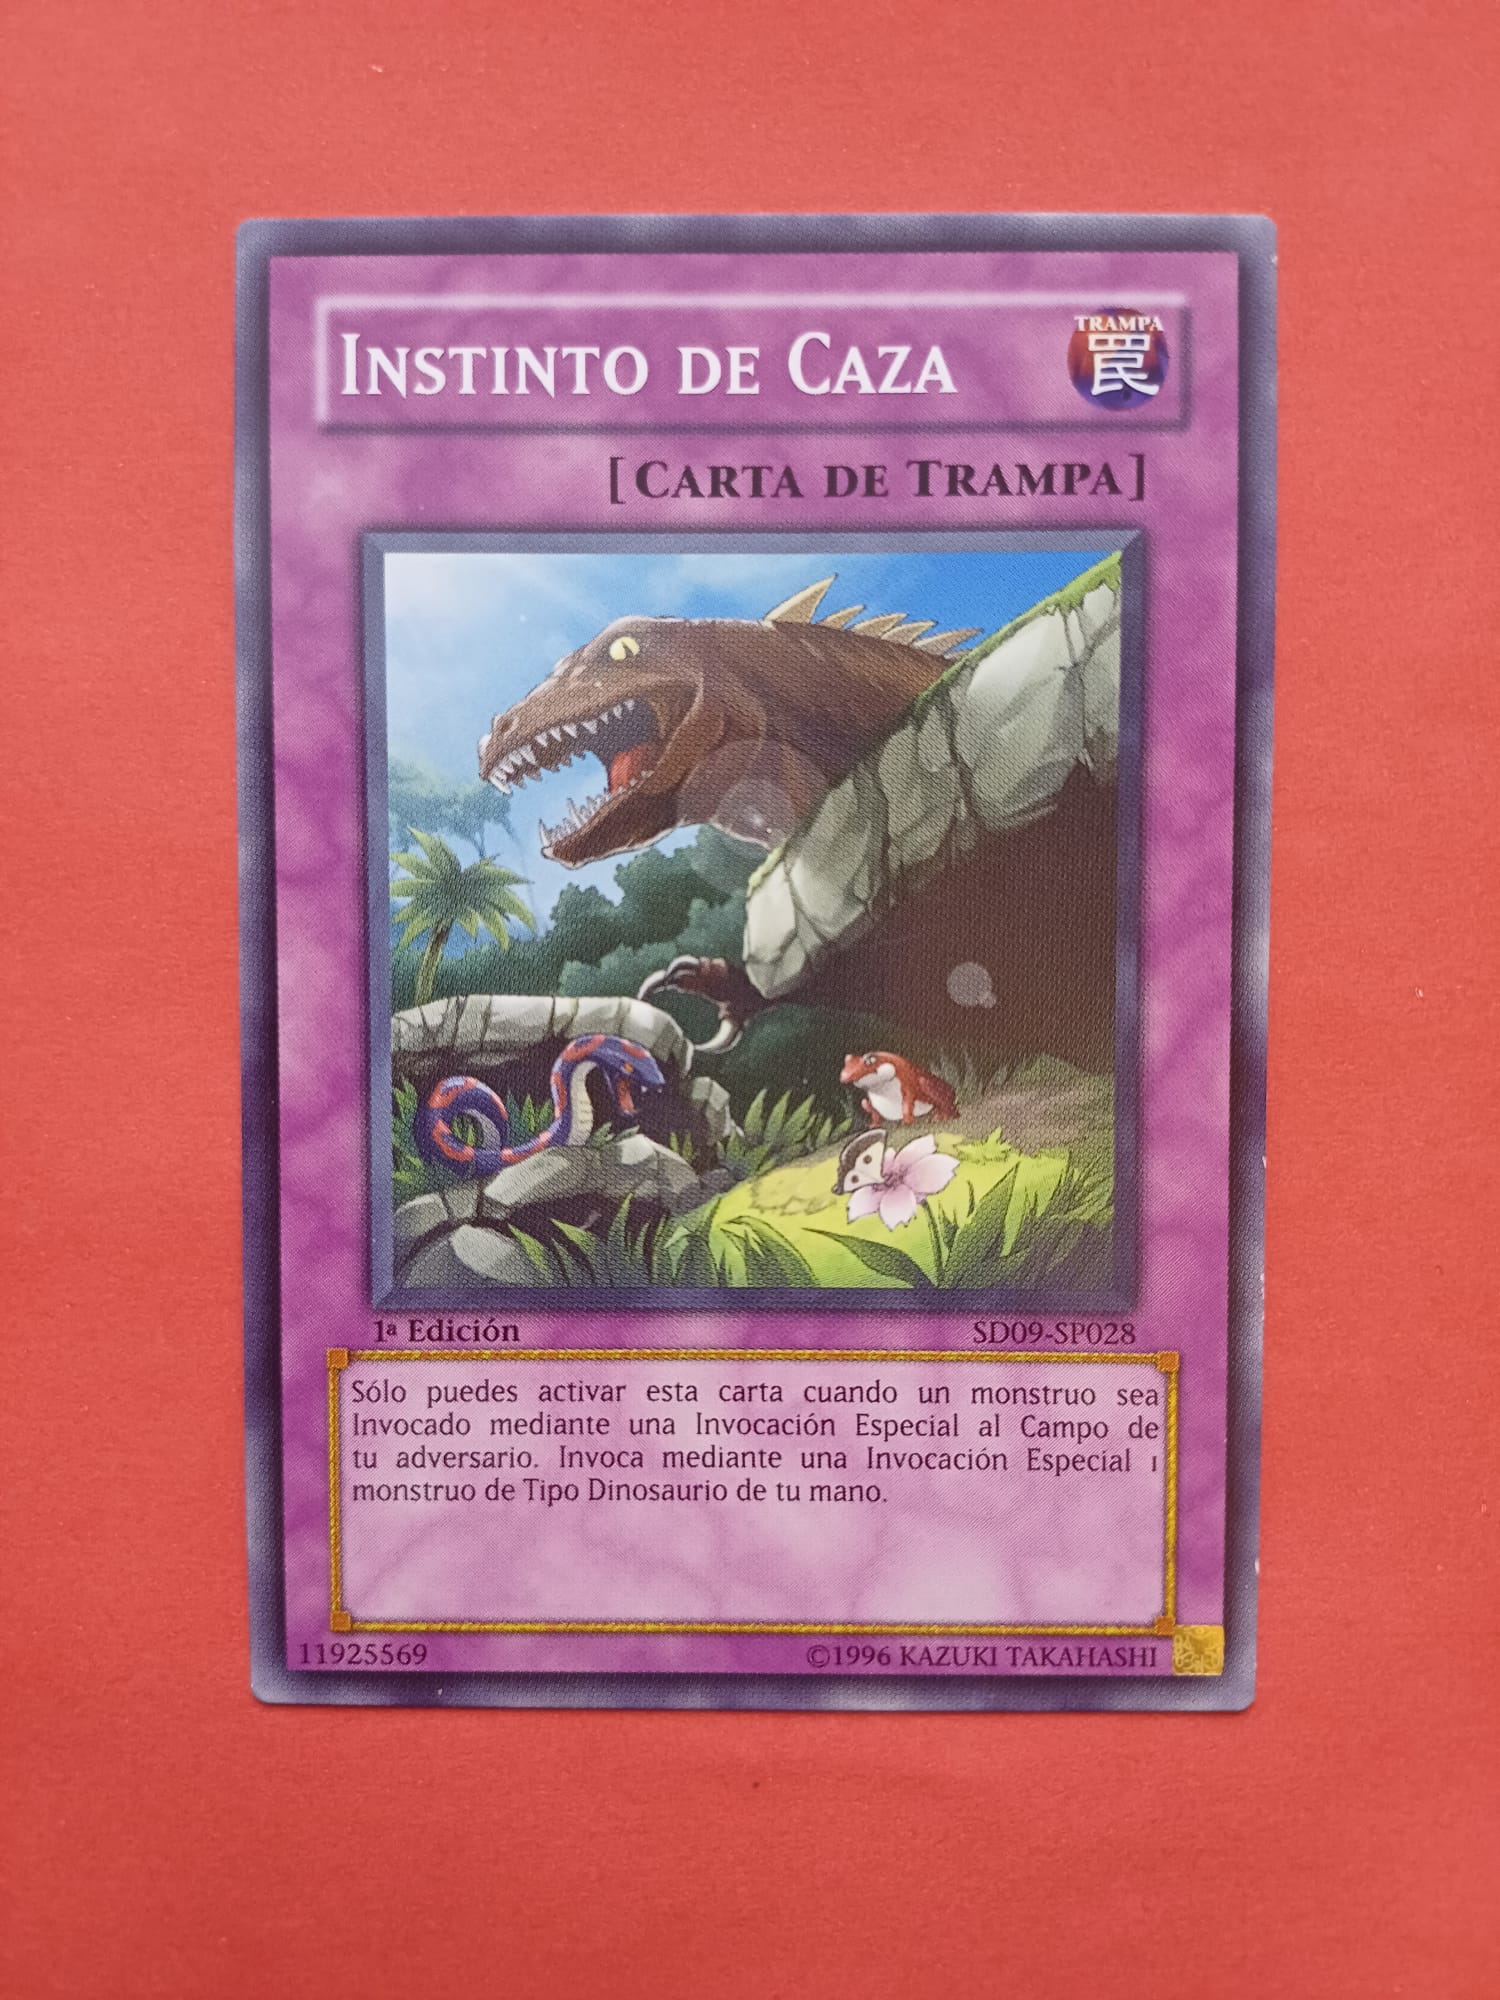 INSTINTO DE CAZA
TRAMPA
罠
[CARTA DE TRAMPA]
1ª Edición
SD09-SP028
Sólo puedes activar esta carta cuando un monstruo sea
Invocado mediante una Invocación Especial al Campo de
tu adversario. Invoca mediante una Invocación Especial 1
monstruo de Tipo Dinosaurio de tu mano.
11925569
©1996 KAZUKI TAKAHASHI